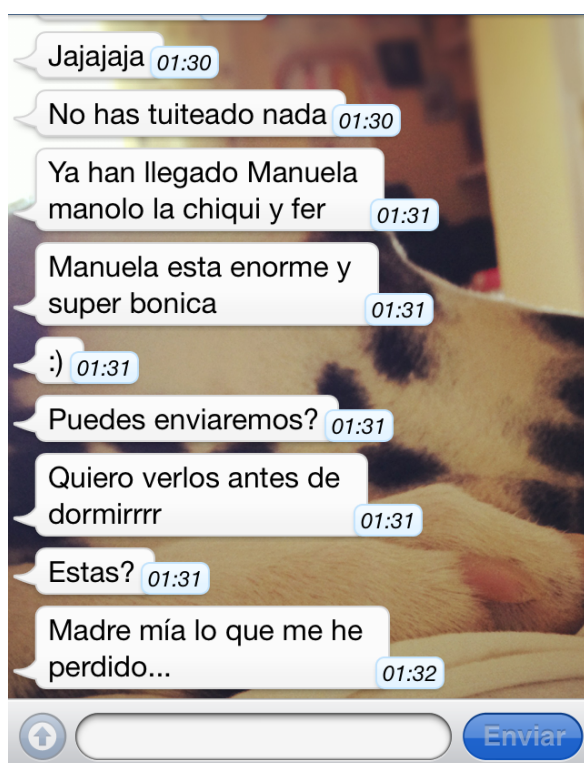 Jajajaja 01:30
No has tuiteado nada 01:30
Ya han llegado Manuela
manolo la chiqui y fer 01:31
Manuela esta enorme y
super bonica 01:31
:) 01:31
Puedes enviaremos? 01:31
Quiero verlos antes de
dormirrrr 01:31
Estas? 01:31
Madre mía lo que me he
perdido... 01:32
Enviar